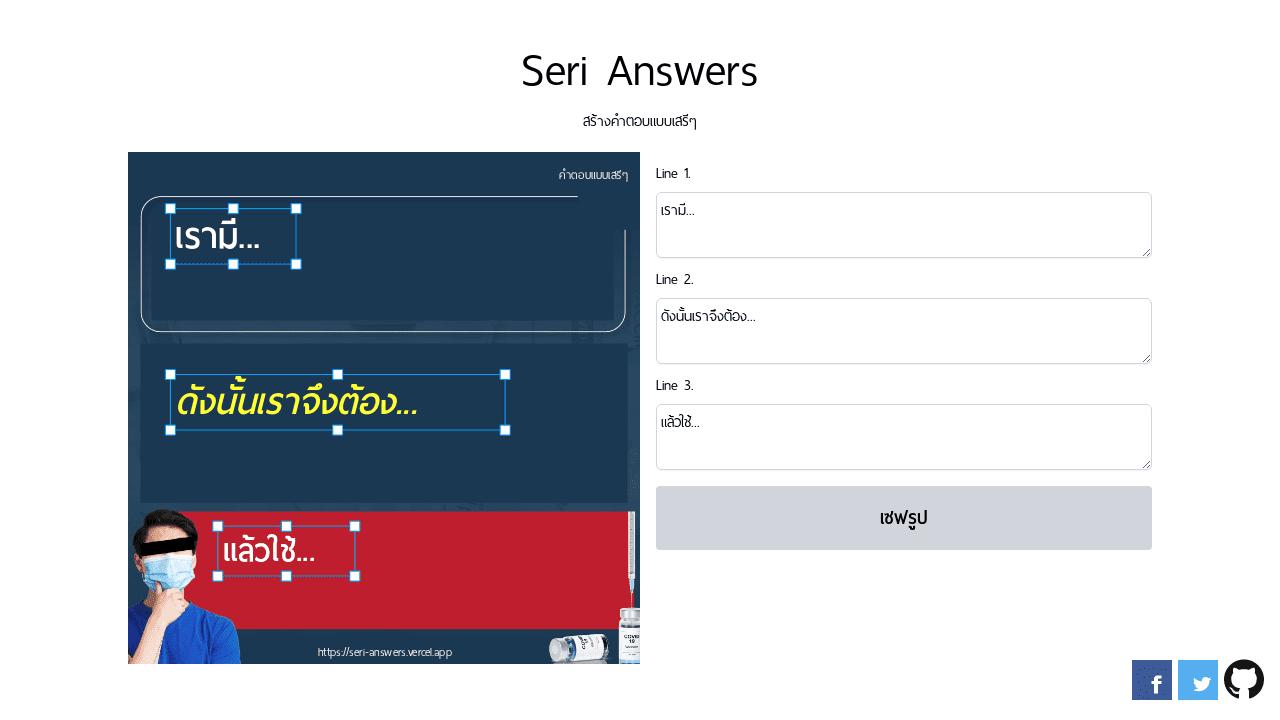 Seri Answers
สร้างคำตอบแบบเสรีๆ
คำตอบแบบเสรีๆ
เรามี...
ดังนั้นเราจึงต้อง...
แล้วใช้...
https://seri-answers.vercel.app
Line 1.
เรามี...
Line 2.
ดังนั้นเราจึงต้อง...
Line 3.
แล้วใช้...
เซฟรูป